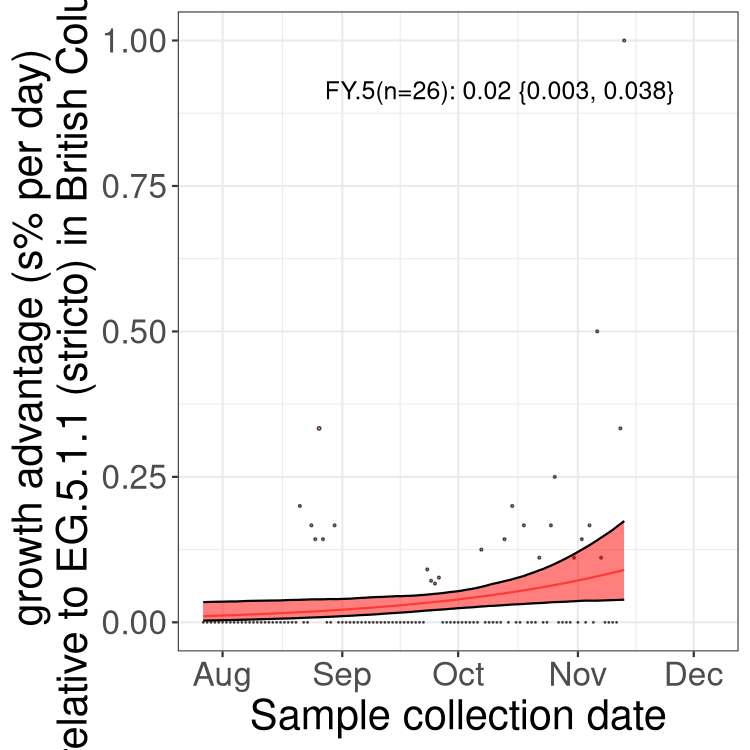 growth advantage (s% per day)
relative to EG.5.1.1 (stricto) in British Colu
1.00
0.75
0.50
0.25
0.00
FY.5(n=26): 0.02 {0.003, 0.038}
Aug Sep Oct Nov Dec
Sample collection date